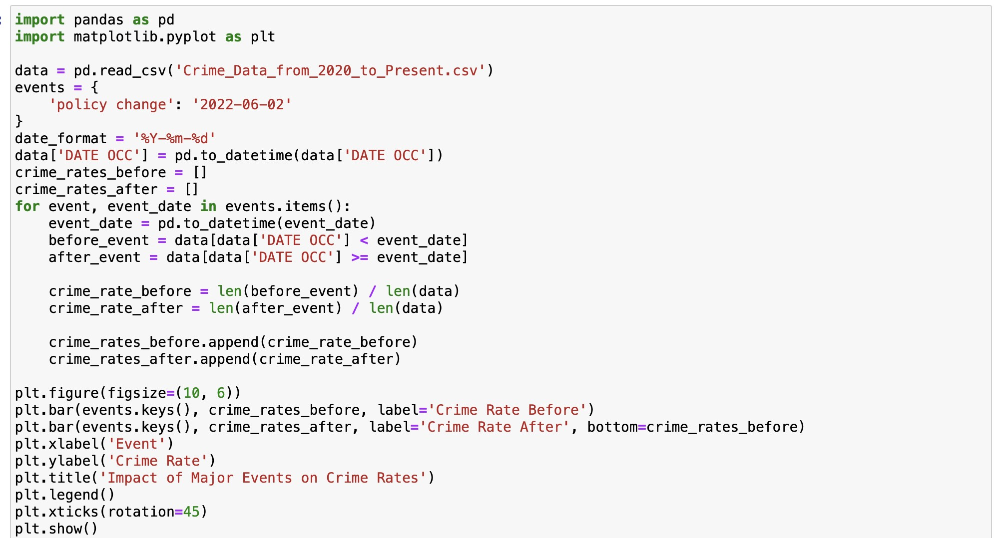 import pandas as pd
import matplotlib.pyplot as plt

data = pd.read_csv('Crime_Data_from_2020_to_Present.csv')
events = {
    'policy change': '2022-06-02'
}
date_format = '%Y-%m-%d'
data['DATE OCC'] = pd.to_datetime(data['DATE OCC'])
crime_rates_before = []
crime_rates_after = []
for event, event_date in events.items():
    event_date = pd.to_datetime(event_date)
    before_event = data[data['DATE OCC'] < event_date]
    after_event = data[data['DATE OCC'] >= event_date]

    crime_rate_before = len(before_event) / len(data)
    crime_rate_after = len(after_event) / len(data)

    crime_rates_before.append(crime_rate_before)
    crime_rates_after.append(crime_rate_after)

plt.figure(figsize=(10, 6))
plt.bar(events.keys(), crime_rates_before, label='Crime Rate Before')
plt.bar(events.keys(), crime_rates_after, label='Crime Rate After', bottom=crime_rates_before)
plt.xlabel('Event')
plt.ylabel('Crime Rate')
plt.title('Impact of Major Events on Crime Rates')
plt.legend()
plt.xticks(rotation=45)
plt.show()